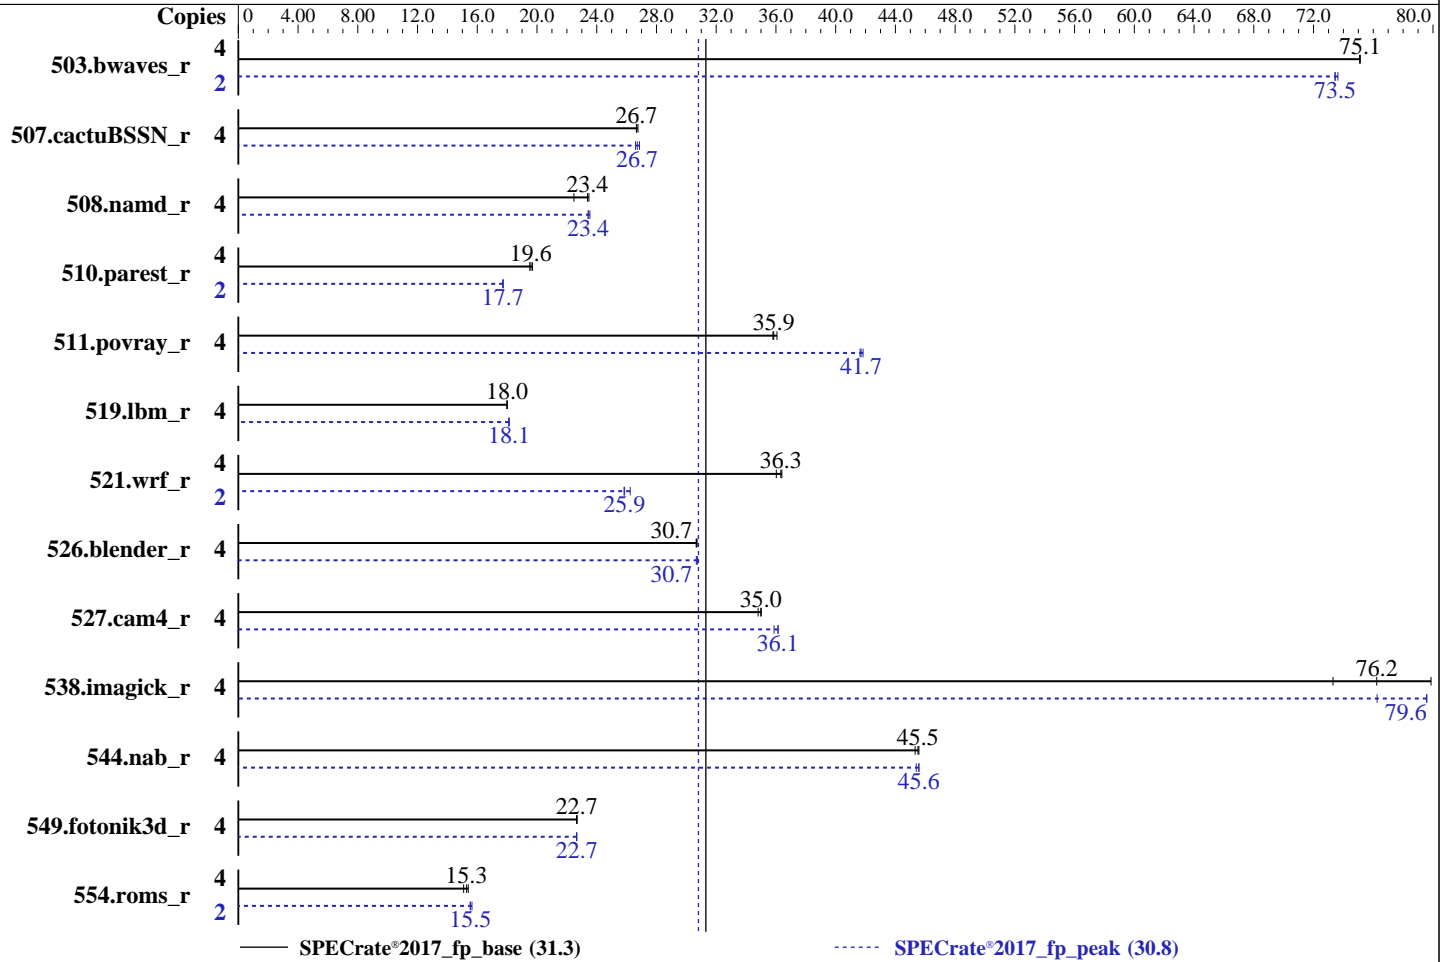 Copies 0 4.00 8.00 12.0 16.0 20.0 24.0 28.0 32.0 36.0 40.0 44.0 48.0 52.0 56.0 60.0 64.0 68.0 72.0 80.0
503.bwaves_r 4 75.1
2 73.5
507.cactuBSSN_r 4 26.7
26.7
508.namd_r 4 23.4
23.4
510.parest_r 4 19.6
2 17.7
511.povray_r 4 35.9
41.7
519.lbm_r 4 18.0
18.1
521.wrf_r 4 36.3
2 25.9
526.blender_r 4 30.7
30.7
527.cam4_r 4 35.0
36.1
538.imagick_r 4 76.2
79.6
544.nab_r 4 45.5
45.6
549.fotonik3d_r 4 22.7
22.7
554.roms_r 4 15.3
2 15.5
SPECrate®2017_fp_base (31.3) SPECrate®2017_fp_peak (30.8)